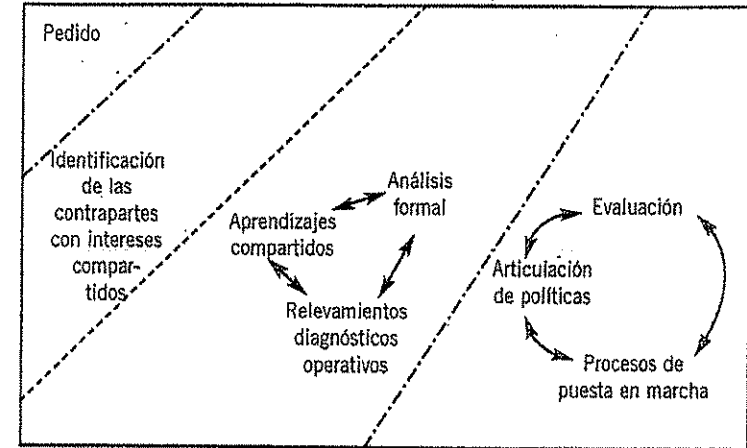 Pedido
Identificación
de las
contrapartes
con intereses
compar-
tidos
Aprendizajes
compartidos
Análisis
formal
Relevamientos
diagnósticos
operativos
Evaluación
Articulación
de políticas
Procesos de
puesta en marcha